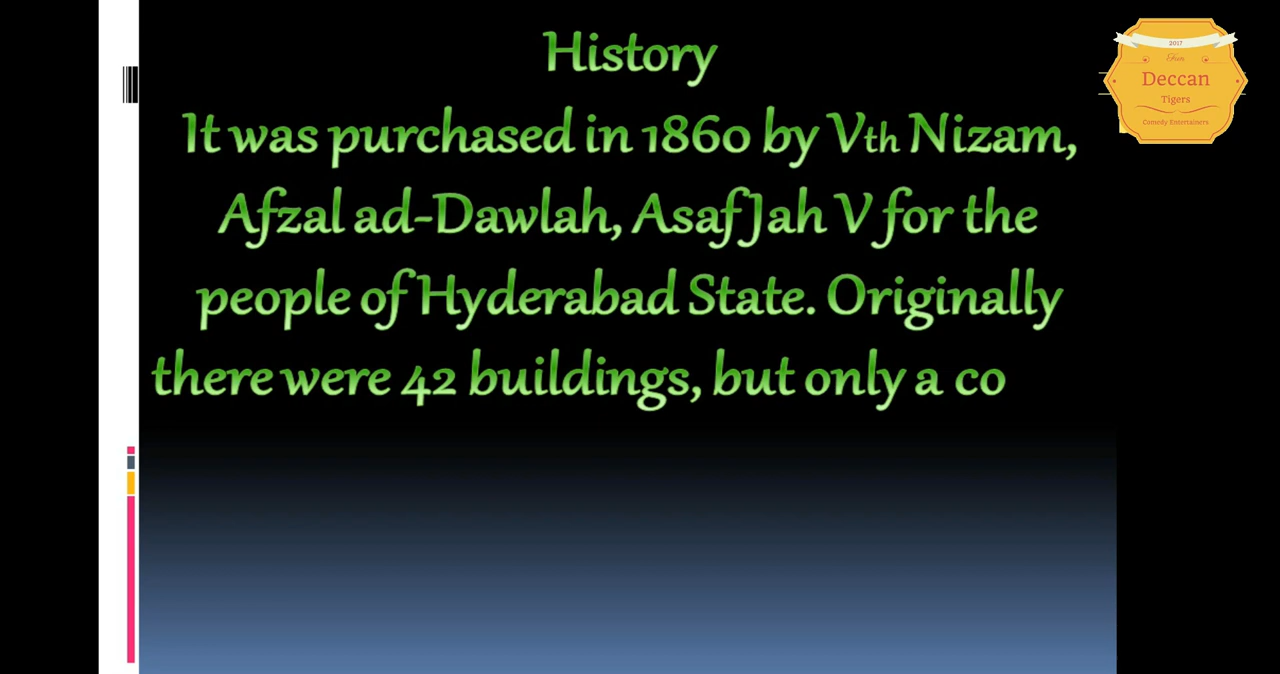 History
It was purchased in 1860 by Vth Nizam,
Afzal ad-Dawlah, Asaf Jah V for the
people of Hyderabad State. Originally
there were 42 buildings, but only a co
2017
Fun
Deccan
Tigers
Comedy Entertainers